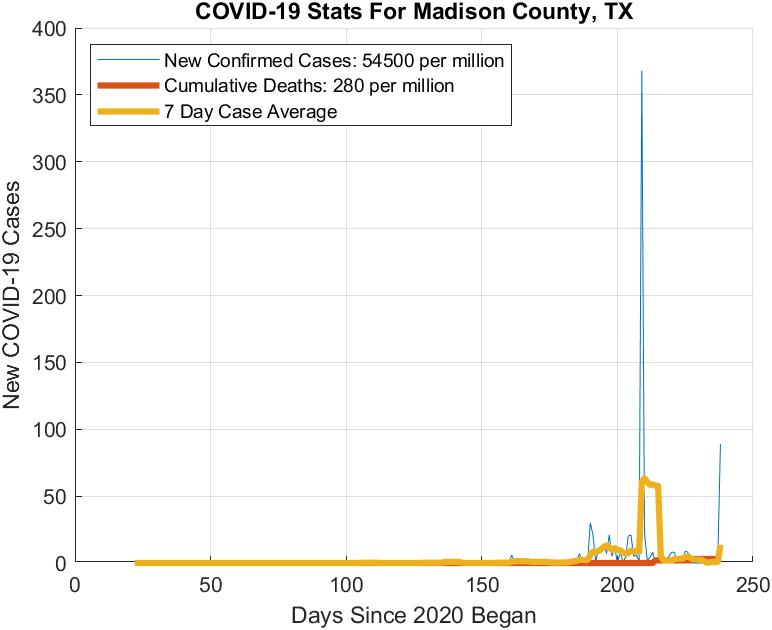 COVID-19 Stats For Madison County, TX
400
350
300
250
200
150
100
50
0
New COVID-19 Cases
New Confirmed Cases: 54500 per million
Cumulative Deaths: 280 per million
7 Day Case Average
0
50
100
150
200
250
Days Since 2020 Began